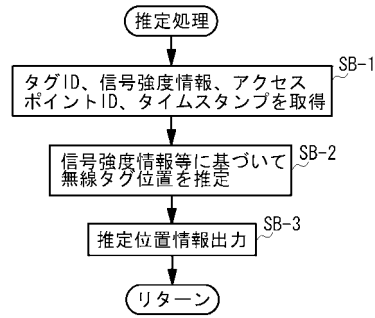 推定処理
SB-1
タグID、信号強度情報、アクセス
ポイントID、タイムスタンプを取得
SB-2
信号強度情報等に基づいて
無線タグ位置を推定
SB-3
推定位置情報出力
リターン